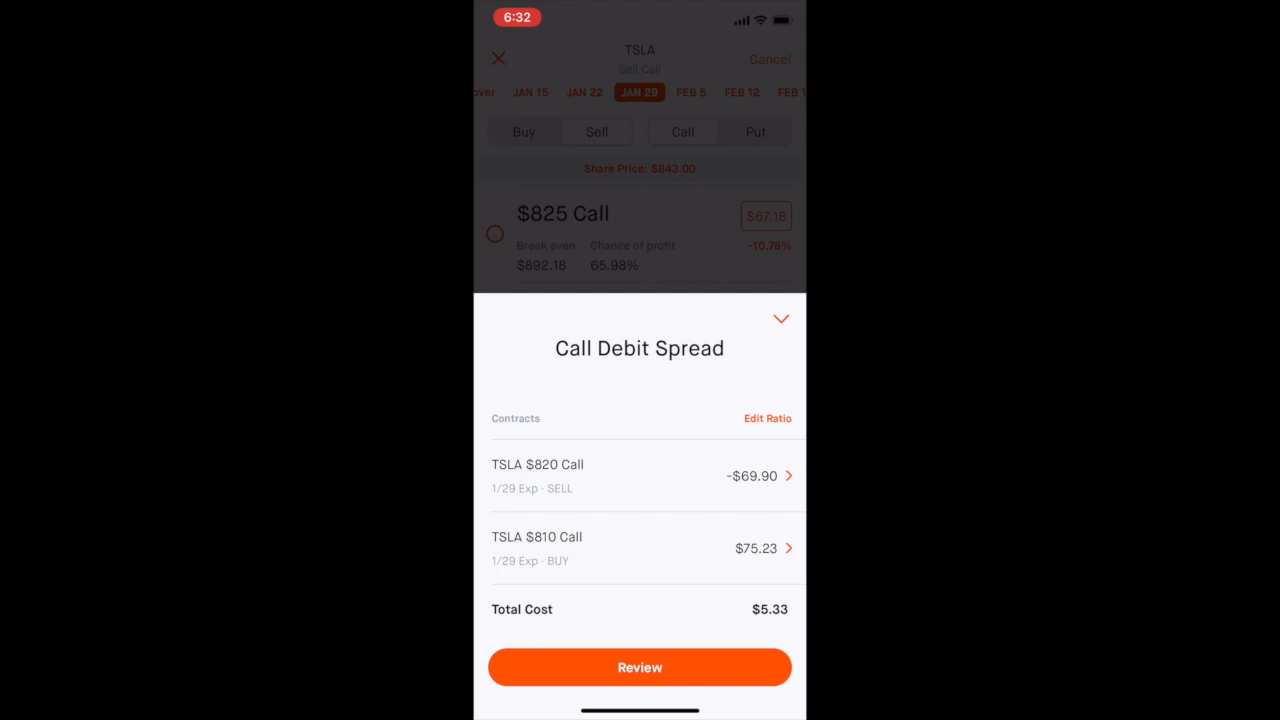 6:32
TSLA
Sell Call
Cancel
over JAN 15 JAN 22 JAN 29 FEB 5 FEB 12 FEB 1
Buy Sell Call Put
Share Price: $843.00
$825 Call $67.18
Break even Chance of profit -10.78%
$892.18 65.98%
Call Debit Spread
Contracts Edit Ratio
TSLA $820 Call -$69.90
1/29 Exp · SELL
TSLA $810 Call $75.23
1/29 Exp · BUY
Total Cost $5.33
Review